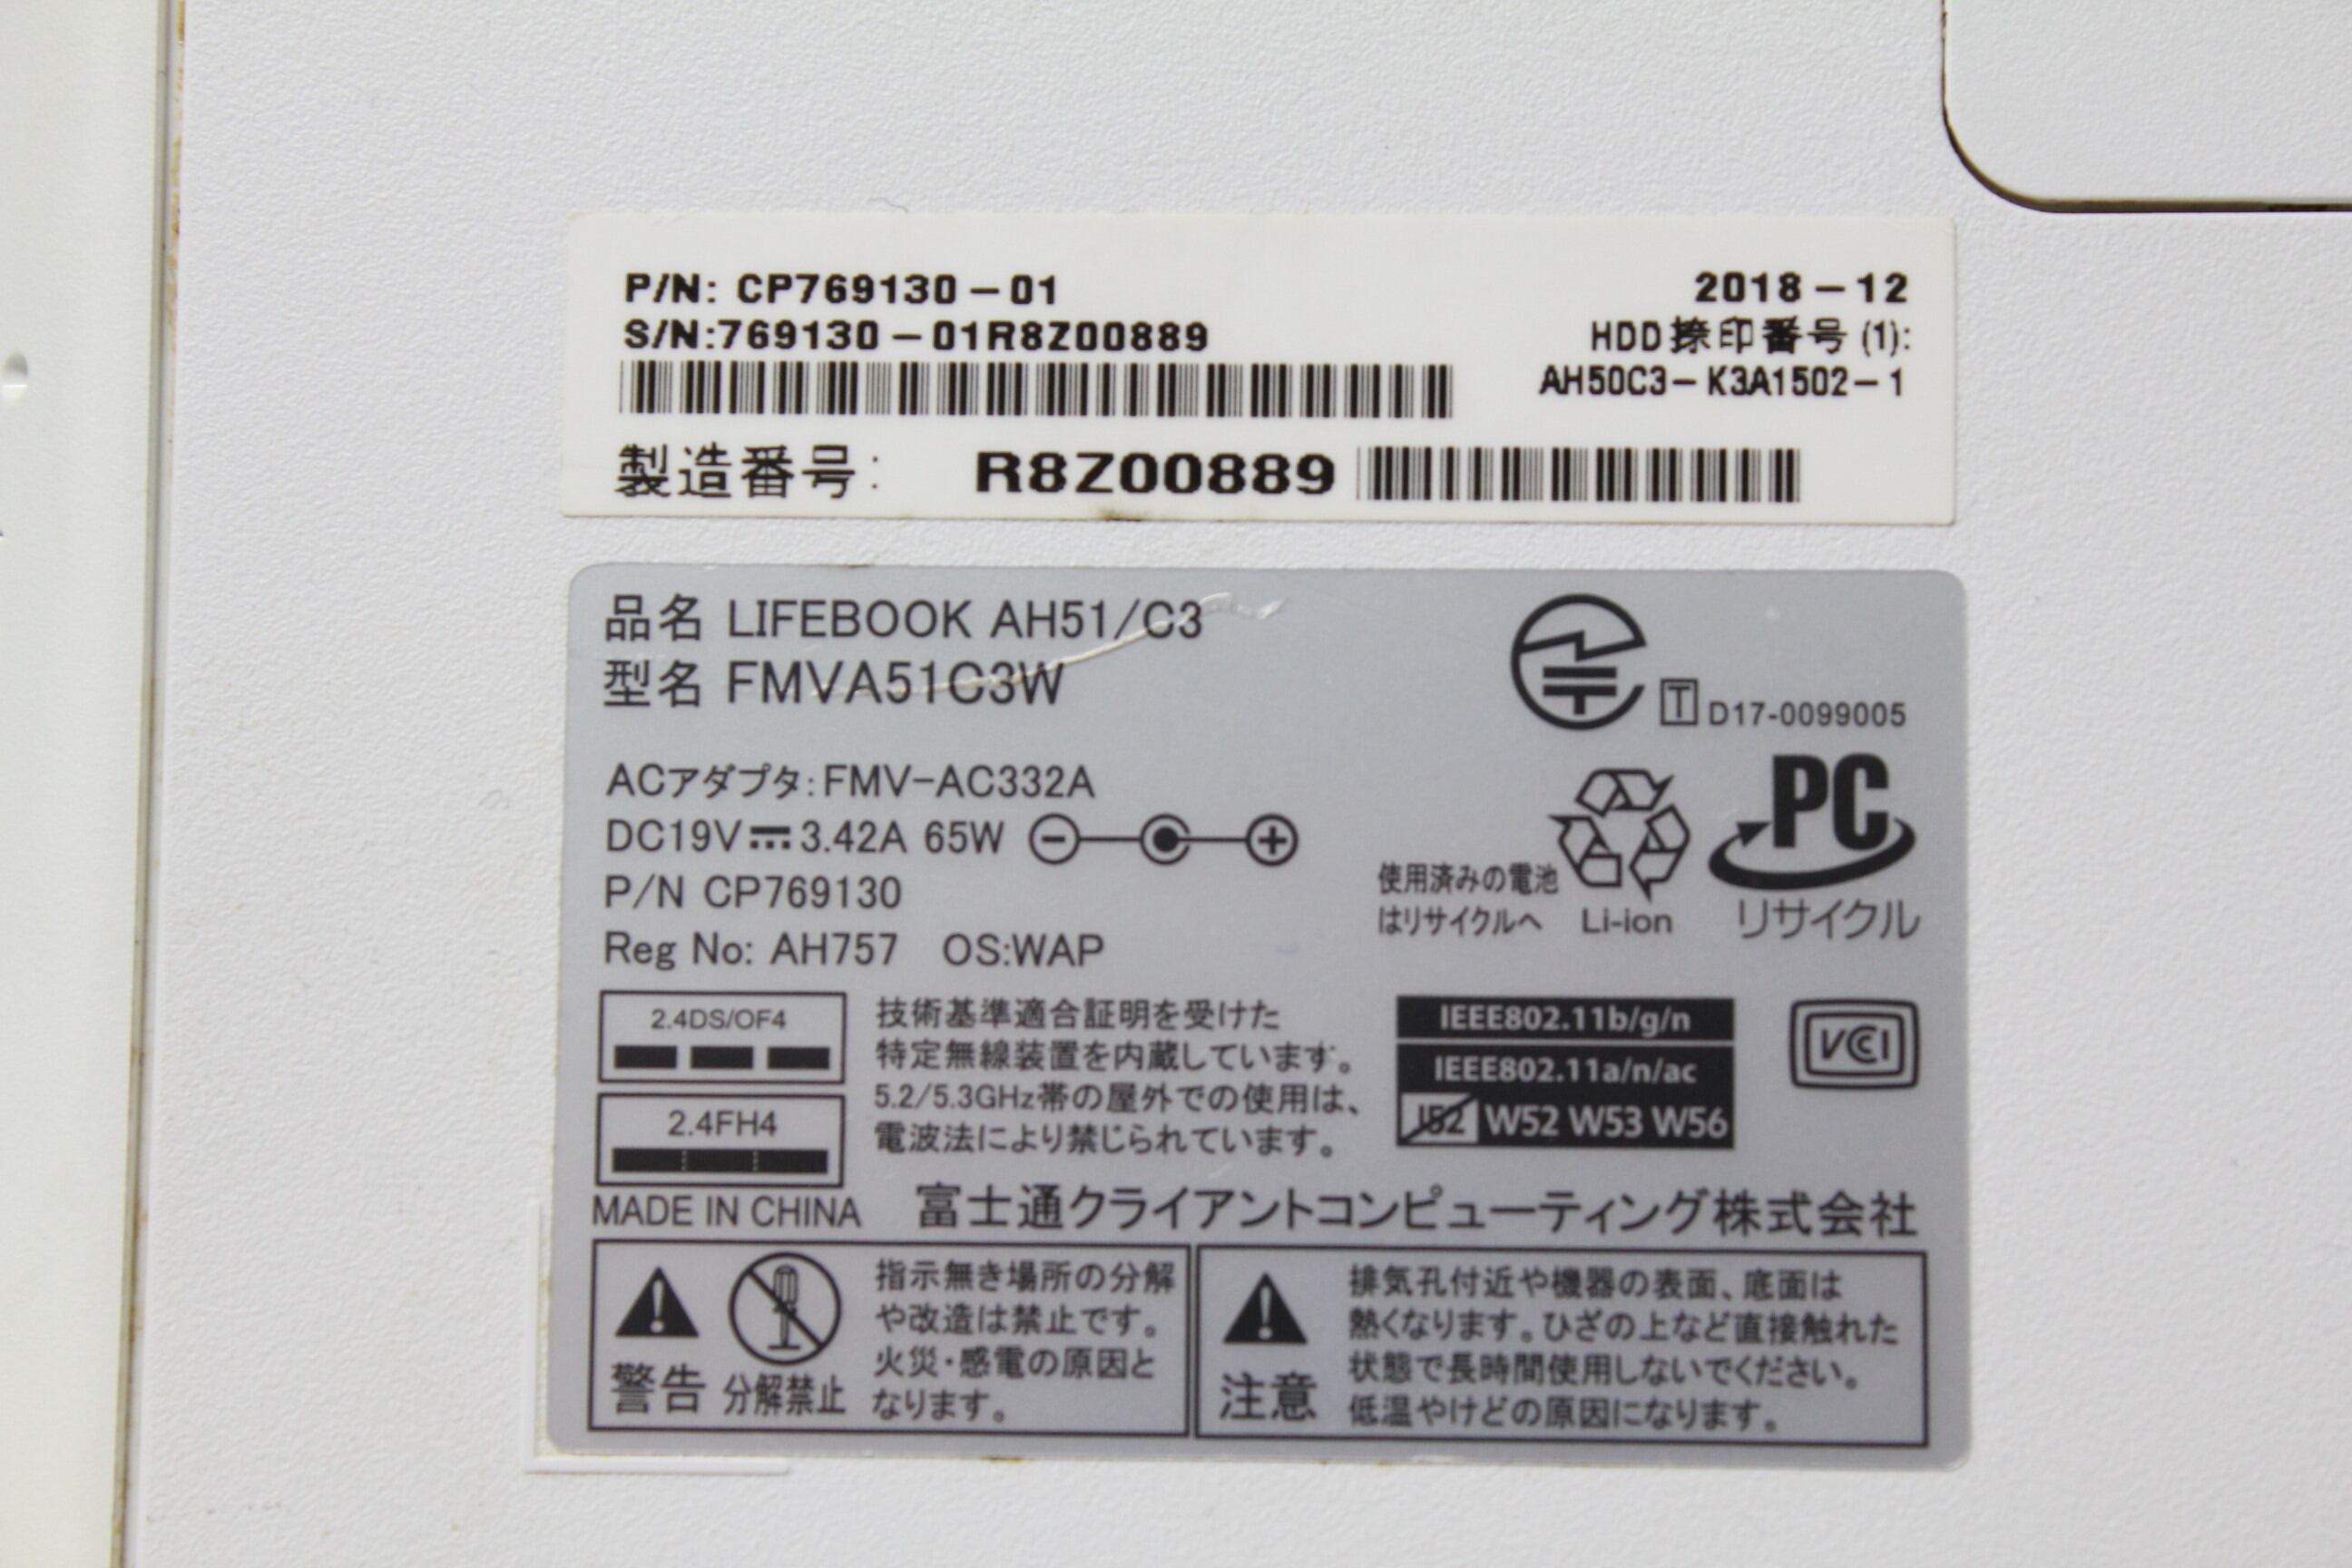 P/N: CP769130-01
2018-12
S/N:769130-01R8Z00889
HDD捺印番号(1):
AH50C3-K3A1502-1
製造番号: R8Z00889
品名 LIFEBOOK AH51/C3
型名 FMVA51C3W
T D17-0099005
ACアダプタ:FMV-AC332A
DC19V 3.42A 65W
P/N CP769130
Reg No: AH757 OS:WAP
使用済みの電池
はリサイクルへ
Li-ion
PC
リサイクル
2.4DS/OF4
2.4FH4
技術基準適合証明を受けた
特定無線装置を内蔵しています。
5.2/5.3GHz帯の屋外での使用は、
電波法により禁じられています。
IEEE802.11b/g/n
IEEE802.11a/n/ac
J52 W52 W53 W56
VCCI
MADE IN CHINA
富士通クライアントコンピューティング株式会社
警告
分解禁止
指示無き場所の分解
や改造は禁止です。
火災・感電の原因と
なります。
注意
排気孔付近や機器の表面、底面は
熱くなります。ひざの上など直接触れた
状態で長時間使用しないでください。
低温やけどの原因になります。